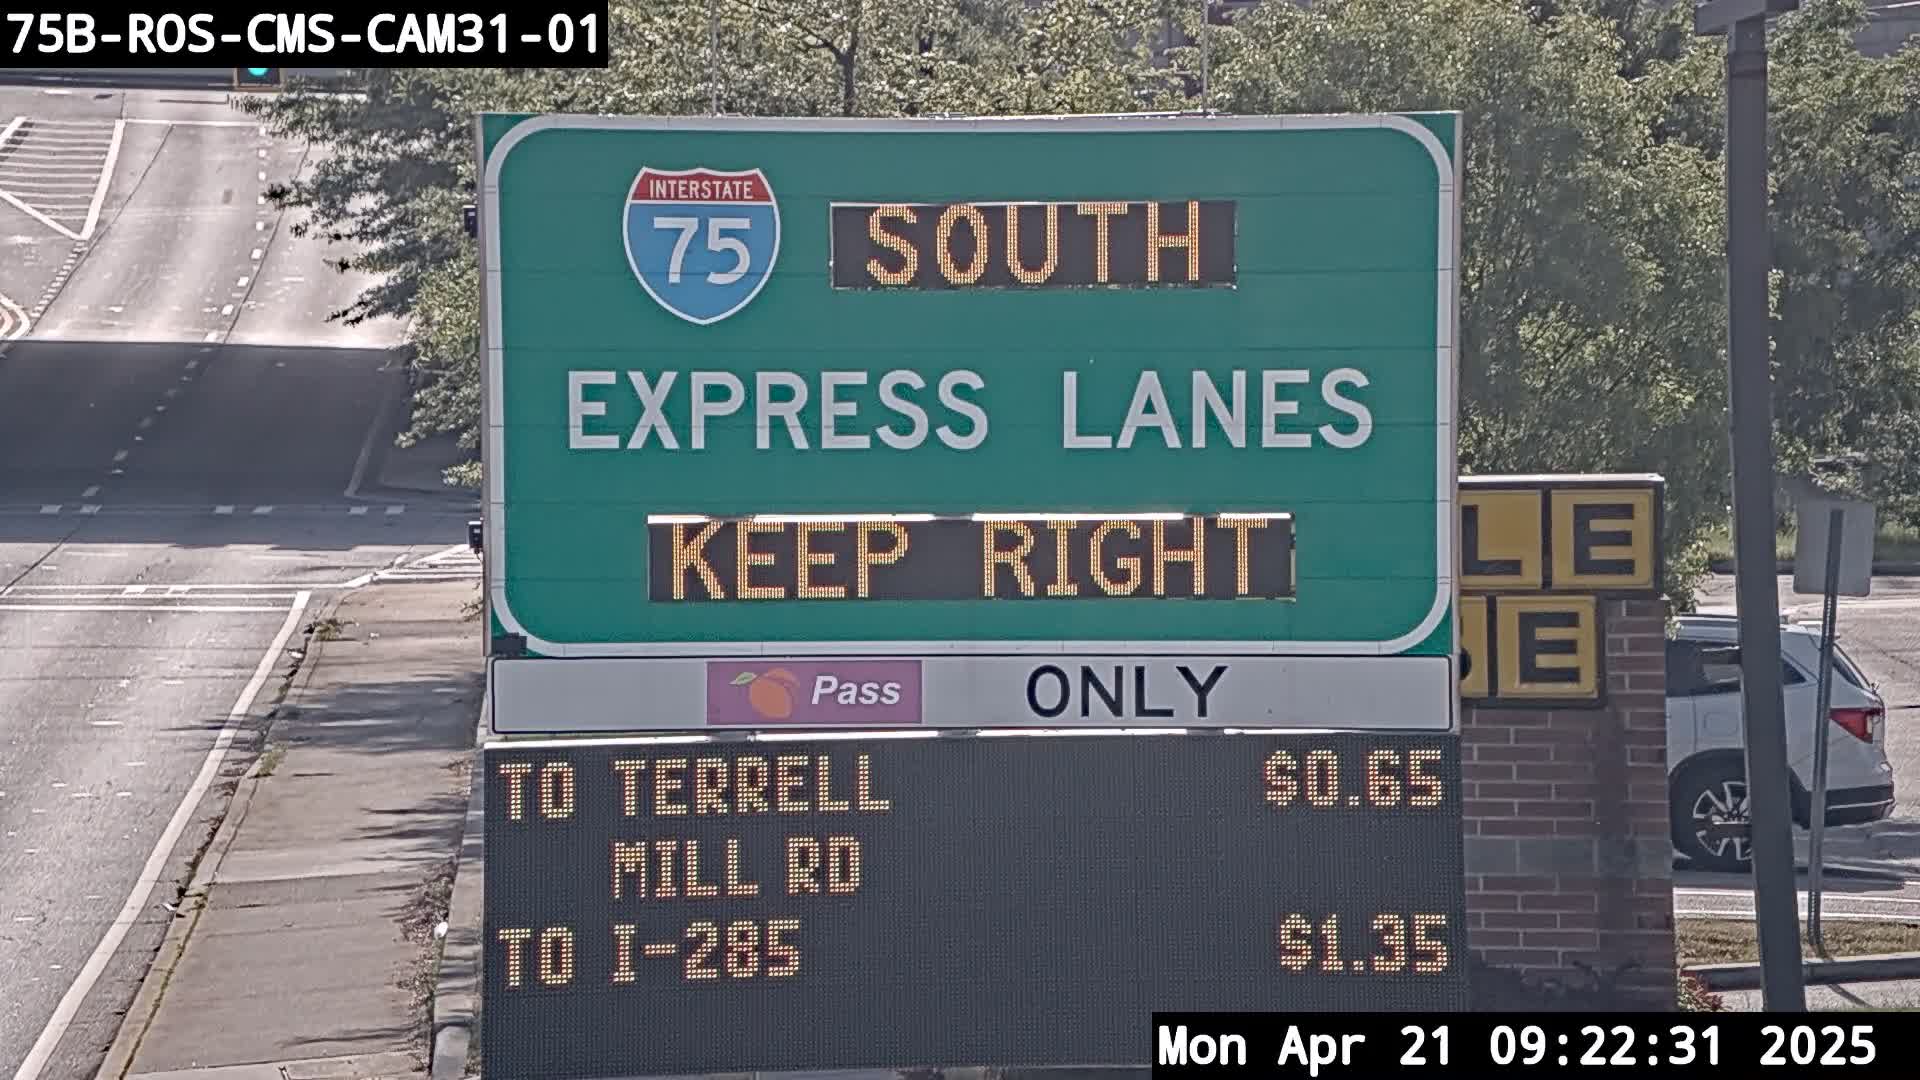 75B-ROS-CMS-CAM31-01
INTERSTATE
75
SOUTH
EXPRESS LANES
KEEP RIGHT
Pass ONLY
TO TERRELL $0.65
MILL RD
TO I-285 $1.35
LE
E
Mon Apr 21 09:22:31 2025